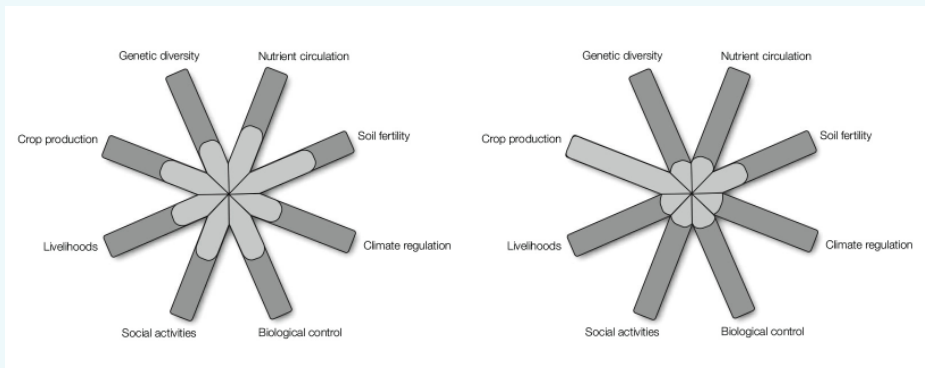 Genetic diversity
Nutrient circulation
Crop production
Soil fertility
Livelihoods
Climate regulation
Social activities
Biological control
Genetic diversity
Nutrient circulation
Crop production
Soil fertility
Livelihoods
Climate regulation
Social activities
Biological control